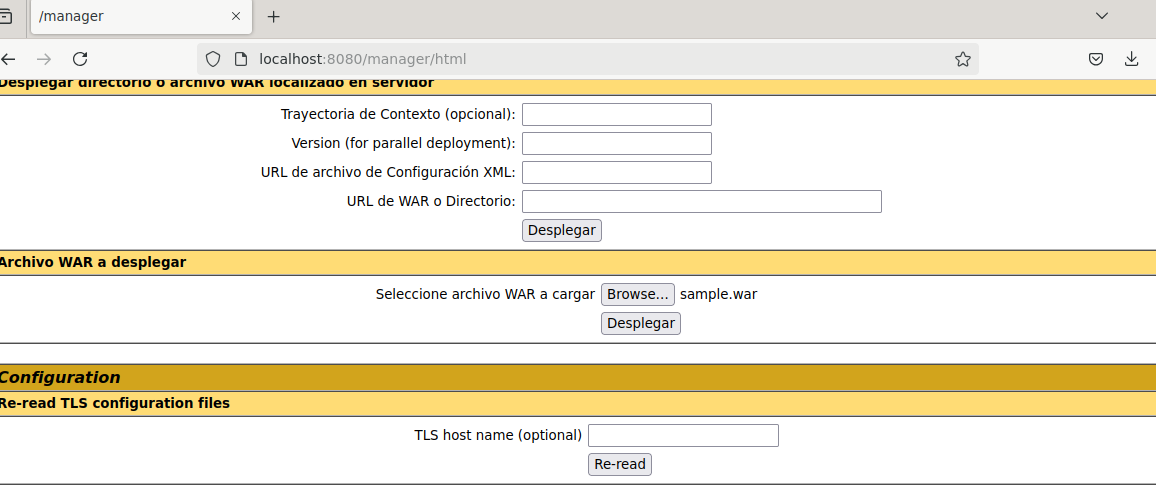 /manager
localhost:8080/manager/html
Desplegar directorio o archivo WAR localizado en servidor
Trayectoria de Contexto (opcional):
Version (for parallel deployment):
URL de archivo de Configuración XML:
URL de WAR o Directorio:
Desplegar
Archivo WAR a desplegar
Seleccione archivo WAR a cargar Browse... sample.war
Desplegar
Configuration
Re-read TLS configuration files
TLS host name (optional)
Re-read